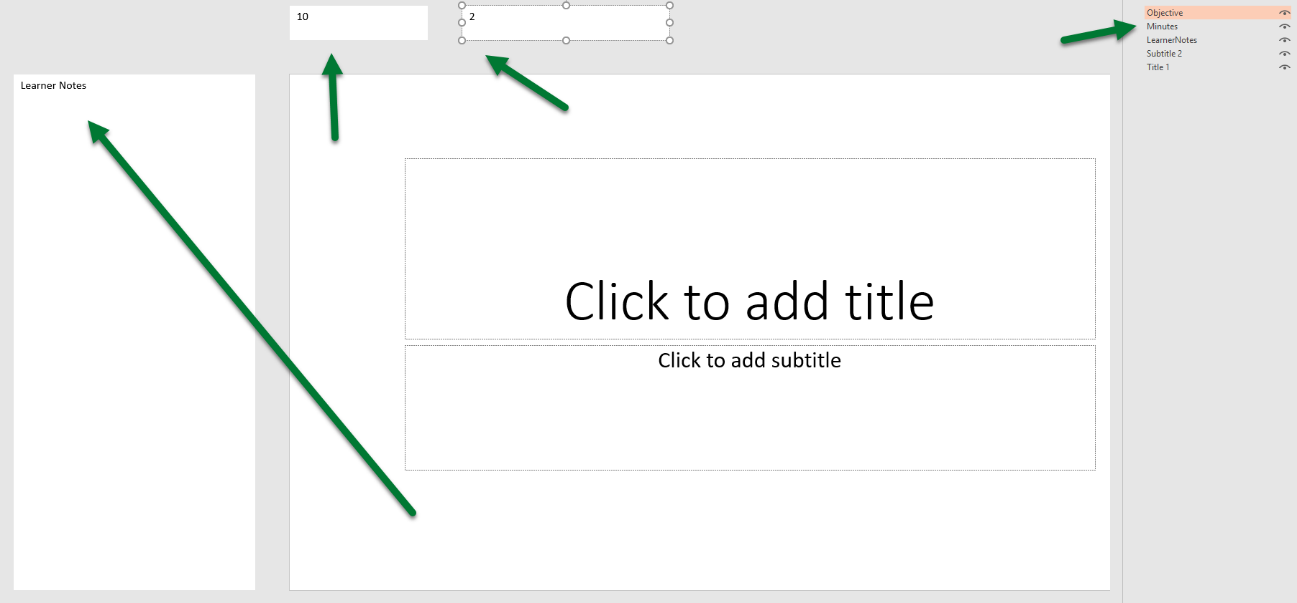 10
2
Objective
Minutes
LearnerNotes
Subtitle 2
Title 1
Learner Notes
Click to add title
Click to add subtitle